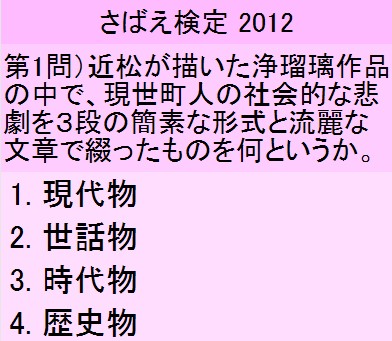 さばえ検定 2012
第1問）近松が描いた浄瑠璃作品
の中で、現世町人の社会的な悲
劇を３段の簡素な形式と流麗な
文章で綴ったものを何というか。
1. 現代物
2. 世話物
3. 時代物
4. 歴史物